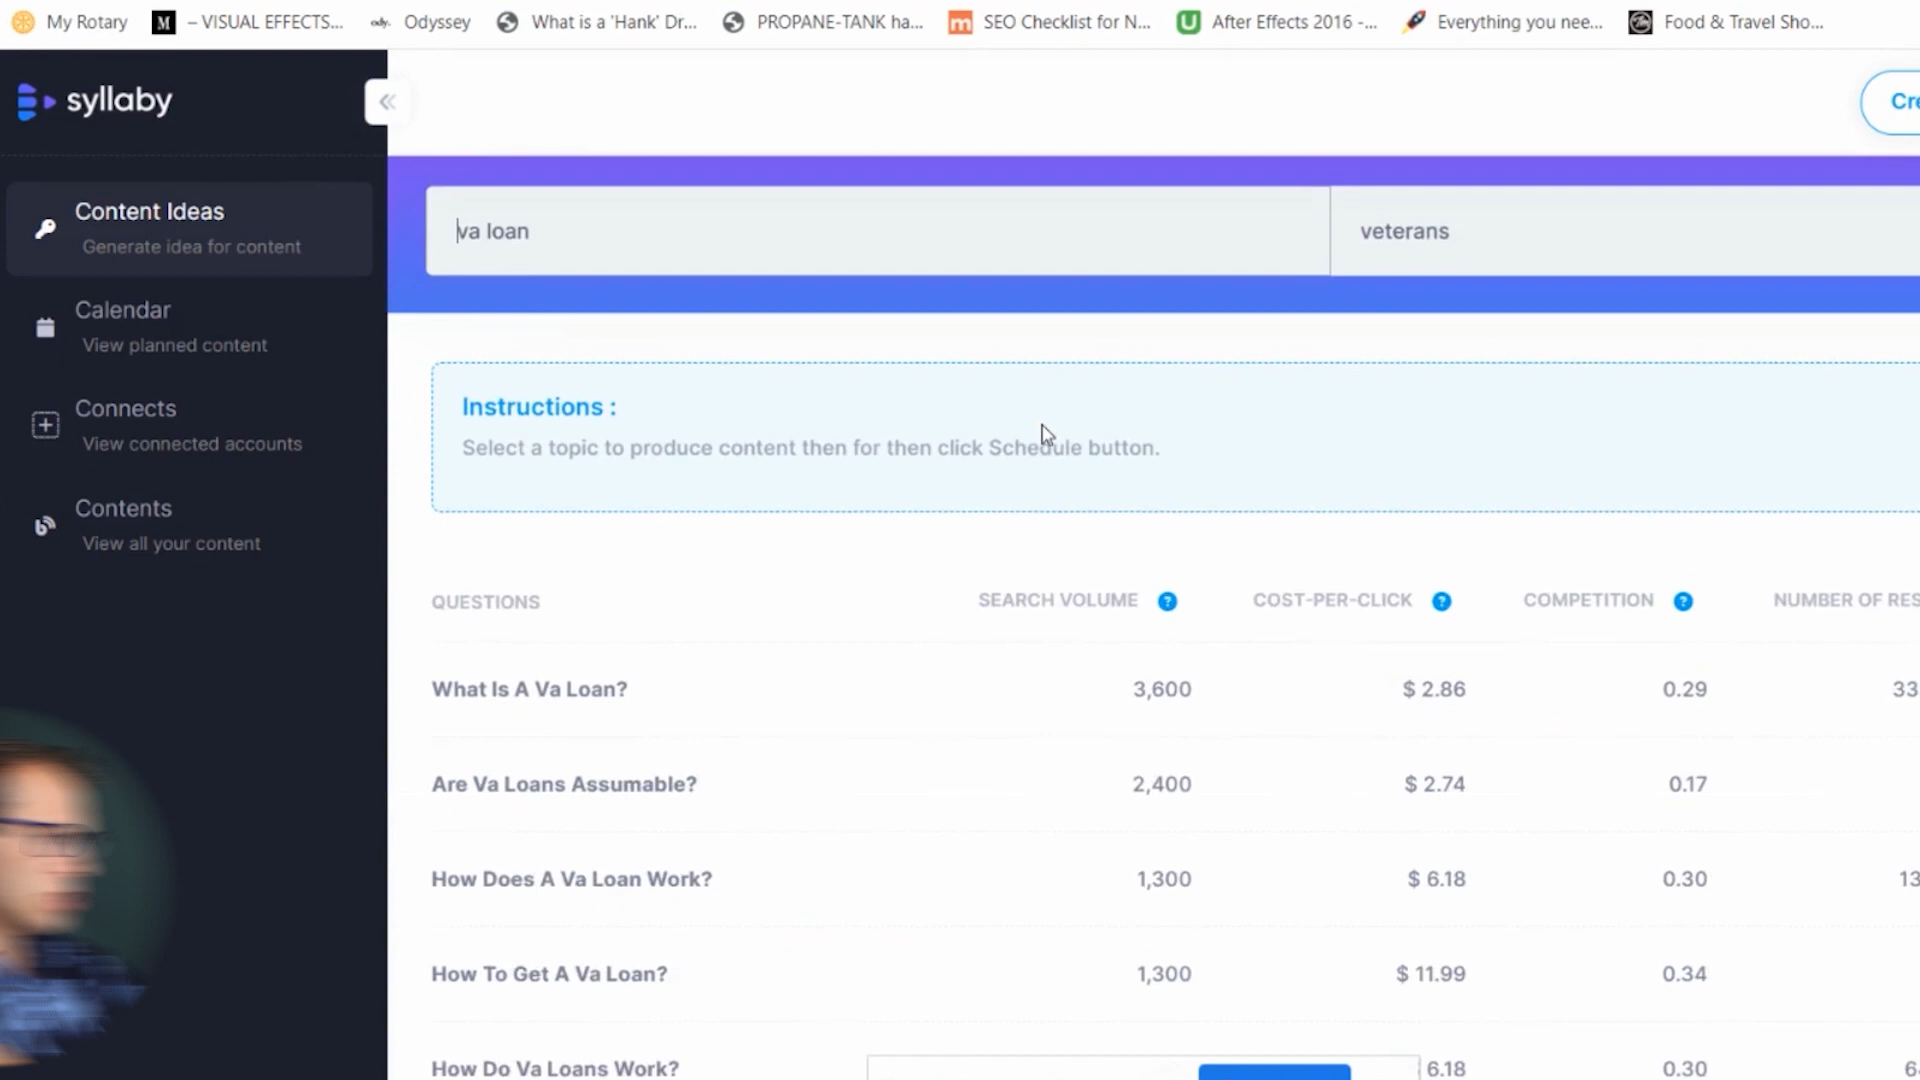 My Rotary
M – VISUAL EFFECTS...
ody. Odyssey
What is a 'Hank' Dr...
PROPANE-TANK ha...
m SEO Checklist for N...
U After Effects 2016 -...
Everything you nee...
Food & Travel Sho...
syllaby
Cre
Content Ideas
Generate idea for content
Calendar
View planned content
Connects
View connected accounts
Contents
View all your content
va loan
veterans
Instructions :
Select a topic to produce content then for then click Schedule button.
QUESTIONS SEARCH VOLUME ? COST-PER-CLICK ? COMPETITION ? NUMBER OF RES
What Is A Va Loan? 3,600 $ 2.86 0.29 33
Are Va Loans Assumable? 2,400 $ 2.74 0.17
How Does A Va Loan Work? 1,300 $ 6.18 0.30 13
How To Get A Va Loan? 1,300 $ 11.99 0.34
How Do Va Loans Work? 6.18 0.30 6